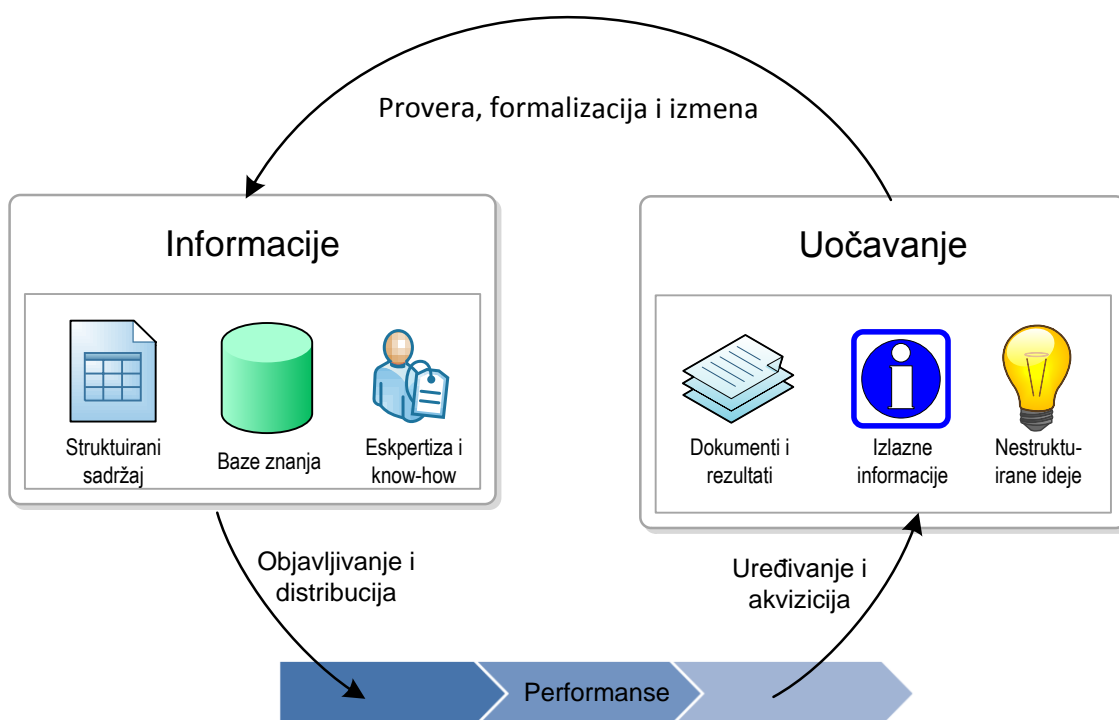 Provera, formalizacija i izmena
Informacije
Struktuirani
sadržaj
Baze znanja
Eskpertiza i
know-how
Uočavanje
Dokumenti i
rezultati
Izlazne
informacije
Nestruktu-
irane ideje
Objavljivanje i
distribucija
Uređivanje i
akvizicija
Performanse